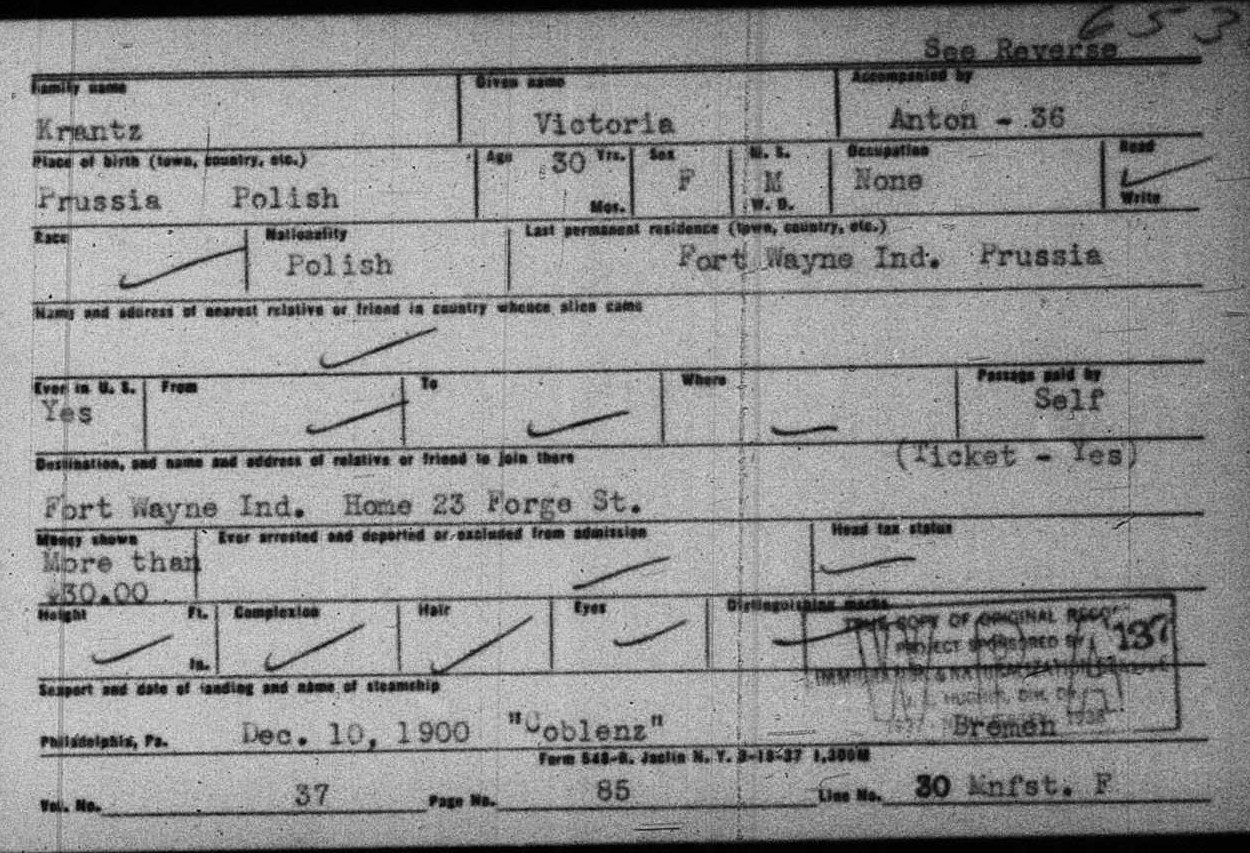 653
See Reverse
Family name Given name Accompanied by
Krantz Victoria Anton - 36
Place of birth (town, country, etc.) Age 30 Yrs. Mos. Sex M. S. W. D. Occupation Read Write
Prussia Polish F M None
Race Nationality Last permanent residence (town, country, etc.)
Polish Fort Wayne Ind. Prussia
Name and address of nearest relative or friend in country whence alien came
Ever in U. S. From To Where Passage paid by
Yes Self
Destination, and name and address of relative or friend to join there (Ticket - Yes)
Fort Wayne Ind. Home 23 Forge St.
Money shown Ever arrested and deported or excluded from admission Head tax status
More than
$30.00
Height Ft. In. Complexion Hair Eyes Distinguishing marks
COPY OF ORIGINAL 137
PROJECT SPONSORED BY
IMMIGRATION & NATURALIZATION
Seaport and date of landing and name of steamship
Philadelphia, Pa. Dec. 10, 1900 "Coblenz" Bremen
Form 548-B. Jaclin N. Y. 3-18-37 1,300M
Vol. No. 37 Page No. 85 Line No. 30 Mnfst. F